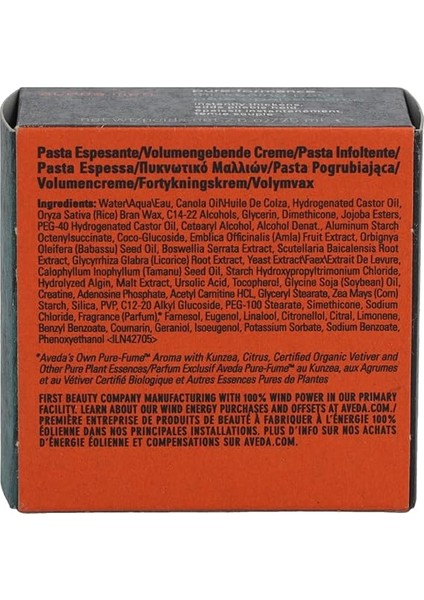 pure-formance
instantly thickens,
Pasta Espesante/Volumengebende Creme/Pasta Infoltente/
Pasta Espessa/Πυκνωτικό Μαλλιών/Pasta Pogrubiająca/
Volumencreme/Fortykningskrem/Volymvax
Ingredients: Water\Aqua\Eau, Canola Oil\Huile De Colza, Hydrogenated Castor Oil,
Oryza Sativa (Rice) Bran Wax, C14-22 Alcohols, Glycerin, Dimethicone, Jojoba Esters,
PEG-40 Hydrogenated Castor Oil, Cetearyl Alcohol, Alcohol Denat., Aluminum Starch
Octenylsuccinate, Coco-Glucoside, Emblica Officinalis (Amla) Fruit Extract, Orbignya
Oleifera (Babassu) Seed Oil, Boswellia Serrata Extract, Scutellaria Baicalensis Root
Extract, Glycyrrhiza Glabra (Licorice) Root Extract, Yeast Extract\Faex\Extrait De Levure,
Calophyllum Inophyllum (Tamanu) Seed Oil, Starch Hydroxypropyltrimonium Chloride,
Hydrolyzed Algin, Malt Extract, Ursolic Acid, Tocopherol, Glycine Soja (Soybean) Oil,
Creatine, Adenosine Phosphate, Acetyl Carnitine HCL, Glyceryl Stearate, Zea Mays (Corn)
Starch, Silica, PVP, C12-20 Alkyl Glucoside, PEG-100 Stearate, Simethicone, Sodium
Chloride, Fragrance (Parfum),* Farnesol, Eugenol, Linalool, Citronellol, Citral, Limonene,
Benzyl Benzoate, Coumarin, Geraniol, Isoeugenol, Potassium Sorbate, Sodium Benzoate,
Phenoxyethanol <ILN42705>
*Aveda's Own Pure-Fume™ Aroma with Kunzea, Citrus, Certified Organic Vetiver and
Other Pure Plant Essences/Parfum Exclusif Aveda Pure-Fume™ au Kunzea, aux Agrumes
et au Vétiver Certifié Biologique et Autres Essences Pures de Plantes
FIRST BEAUTY COMPANY MANUFACTURING WITH 100% WIND POWER IN OUR PRIMARY
FACILITY. LEARN ABOUT OUR WIND ENERGY PURCHASES AND OFFSETS AT AVEDA.COM./
PREMIÈRE ENTREPRISE DE PRODUITS DE BEAUTÉ À FABRIQUER À L'ÉNERGIE 100%
ÉOLIENNE DANS NOS PRINCIPALES INSTALLATIONS. PLUS D'INFO SUR NOS ACHATS
D'ÉNERGIE ÉOLIENNE ET COMPENSATIONS SUR AVEDA.COM.